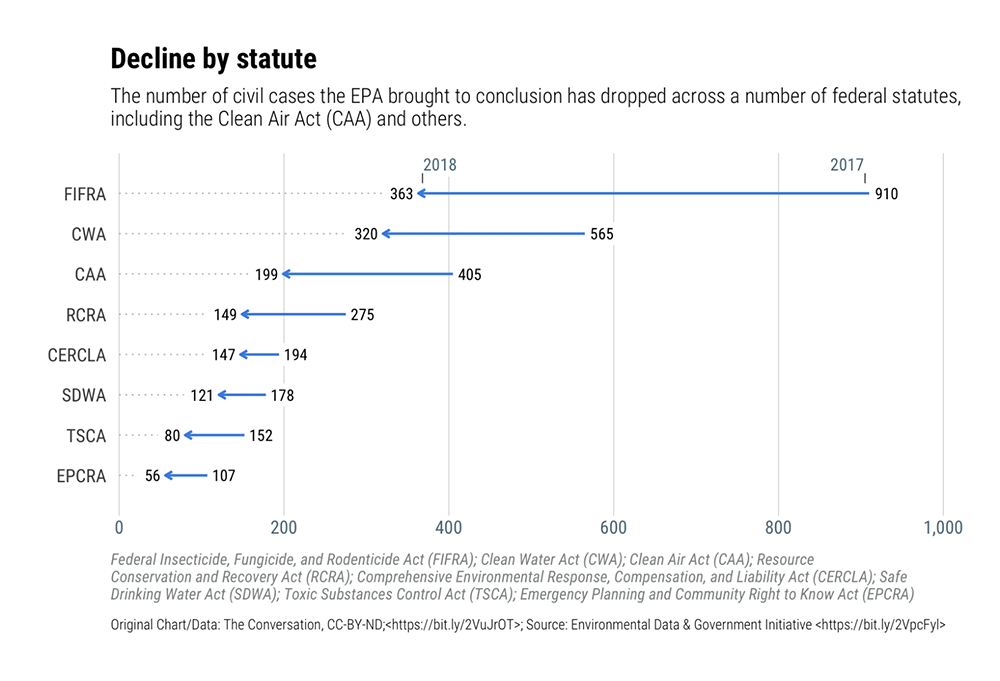 Decline by statute
The number of civil cases the EPA brought to conclusion has dropped across a number of federal statutes,
including the Clean Air Act (CAA) and others.
2018 2017
FIFRA 363 910
CWA 320 565
CAA 199 405
RCRA 149 275
CERCLA 147 194
SDWA 121 178
TSCA 80 152
EPCRA 56 107
0 200 400 600 800 1,000
Federal Insecticide, Fungicide, and Rodenticide Act (FIFRA); Clean Water Act (CWA); Clean Air Act (CAA); Resource
Conservation and Recovery Act (RCRA); Comprehensive Environmental Response, Compensation, and Liability Act (CERCLA); Safe
Drinking Water Act (SDWA); Toxic Substances Control Act (TSCA); Emergency Planning and Community Right to Know Act (EPCRA)
Original Chart/Data: The Conversation, CC-BY-ND;<https://bit.ly/2VuJrOT>; Source: Environmental Data & Government Initiative <https://bit.ly/2VpcFyl>